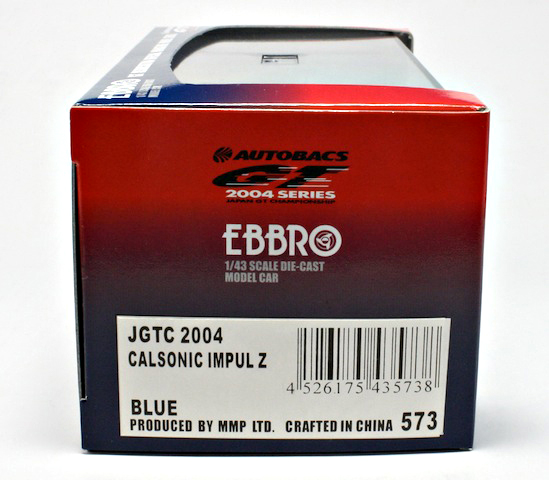 EBBRO
AUTOBACS
GT
2004 SERIES
JAPAN GT CHAMPIONSHIP
EBBRO
1/43 SCALE DIE-CAST
MODEL CAR
JGTC 2004
CALSONIC IMPUL Z
4 526175 435738
BLUE
PRODUCED BY MMP LTD. CRAFTED IN CHINA 573